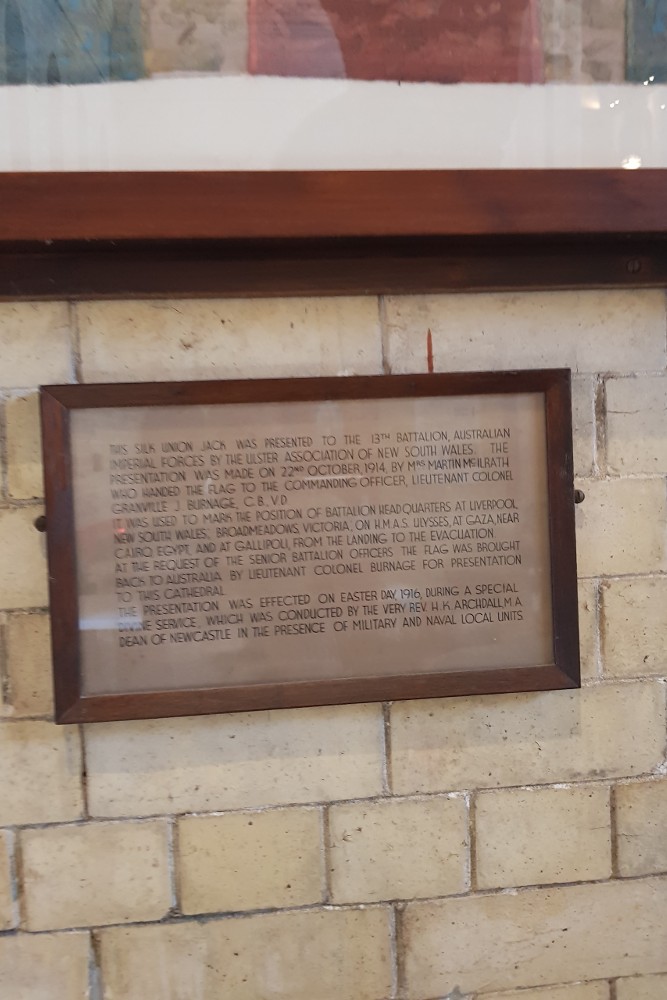 THIS SILK UNION JACK WAS PRESENTED TO THE 13TH BATTALION, AUSTRALIAN
IMPERIAL FORCES BY THE ULSTER ASSOCIATION OF NEW SOUTH WALES. THE
PRESENTATION WAS MADE ON 22ND OCTOBER, 1914, BY MRS MARTIN McILRATH
WHO HANDED THE FLAG TO THE COMMANDING OFFICER, LIEUTENANT COLONEL
GRANVILLE J. BURNAGE, C.B., V.D.
IT WAS USED TO MARK THE POSITION OF BATTALION HEADQUARTERS AT LIVERPOOL,
NEW SOUTH WALES; BROADMEADOWS, VICTORIA, ON H.M.A.S. ULYSSES, AT GAZA, NEAR
CAIRO EGYPT, AND AT GALLIPOLI, FROM THE LANDING TO THE EVACUATION.
AT THE REQUEST OF THE SENIOR BATTALION OFFICERS THE FLAG WAS BROUGHT
BACK TO AUSTRALIA BY LIEUTENANT COLONEL BURNAGE FOR PRESENTATION
TO THIS CATHEDRAL.
THE PRESENTATION WAS EFFECTED ON EASTER DAY, 1916, DURING A SPECIAL
DIVINE SERVICE, WHICH WAS CONDUCTED BY THE VERY REV. H. K. ARCHDALL, M.A.
DEAN OF NEWCASTLE IN THE PRESENCE OF MILITARY AND NAVAL LOCAL UNITS.